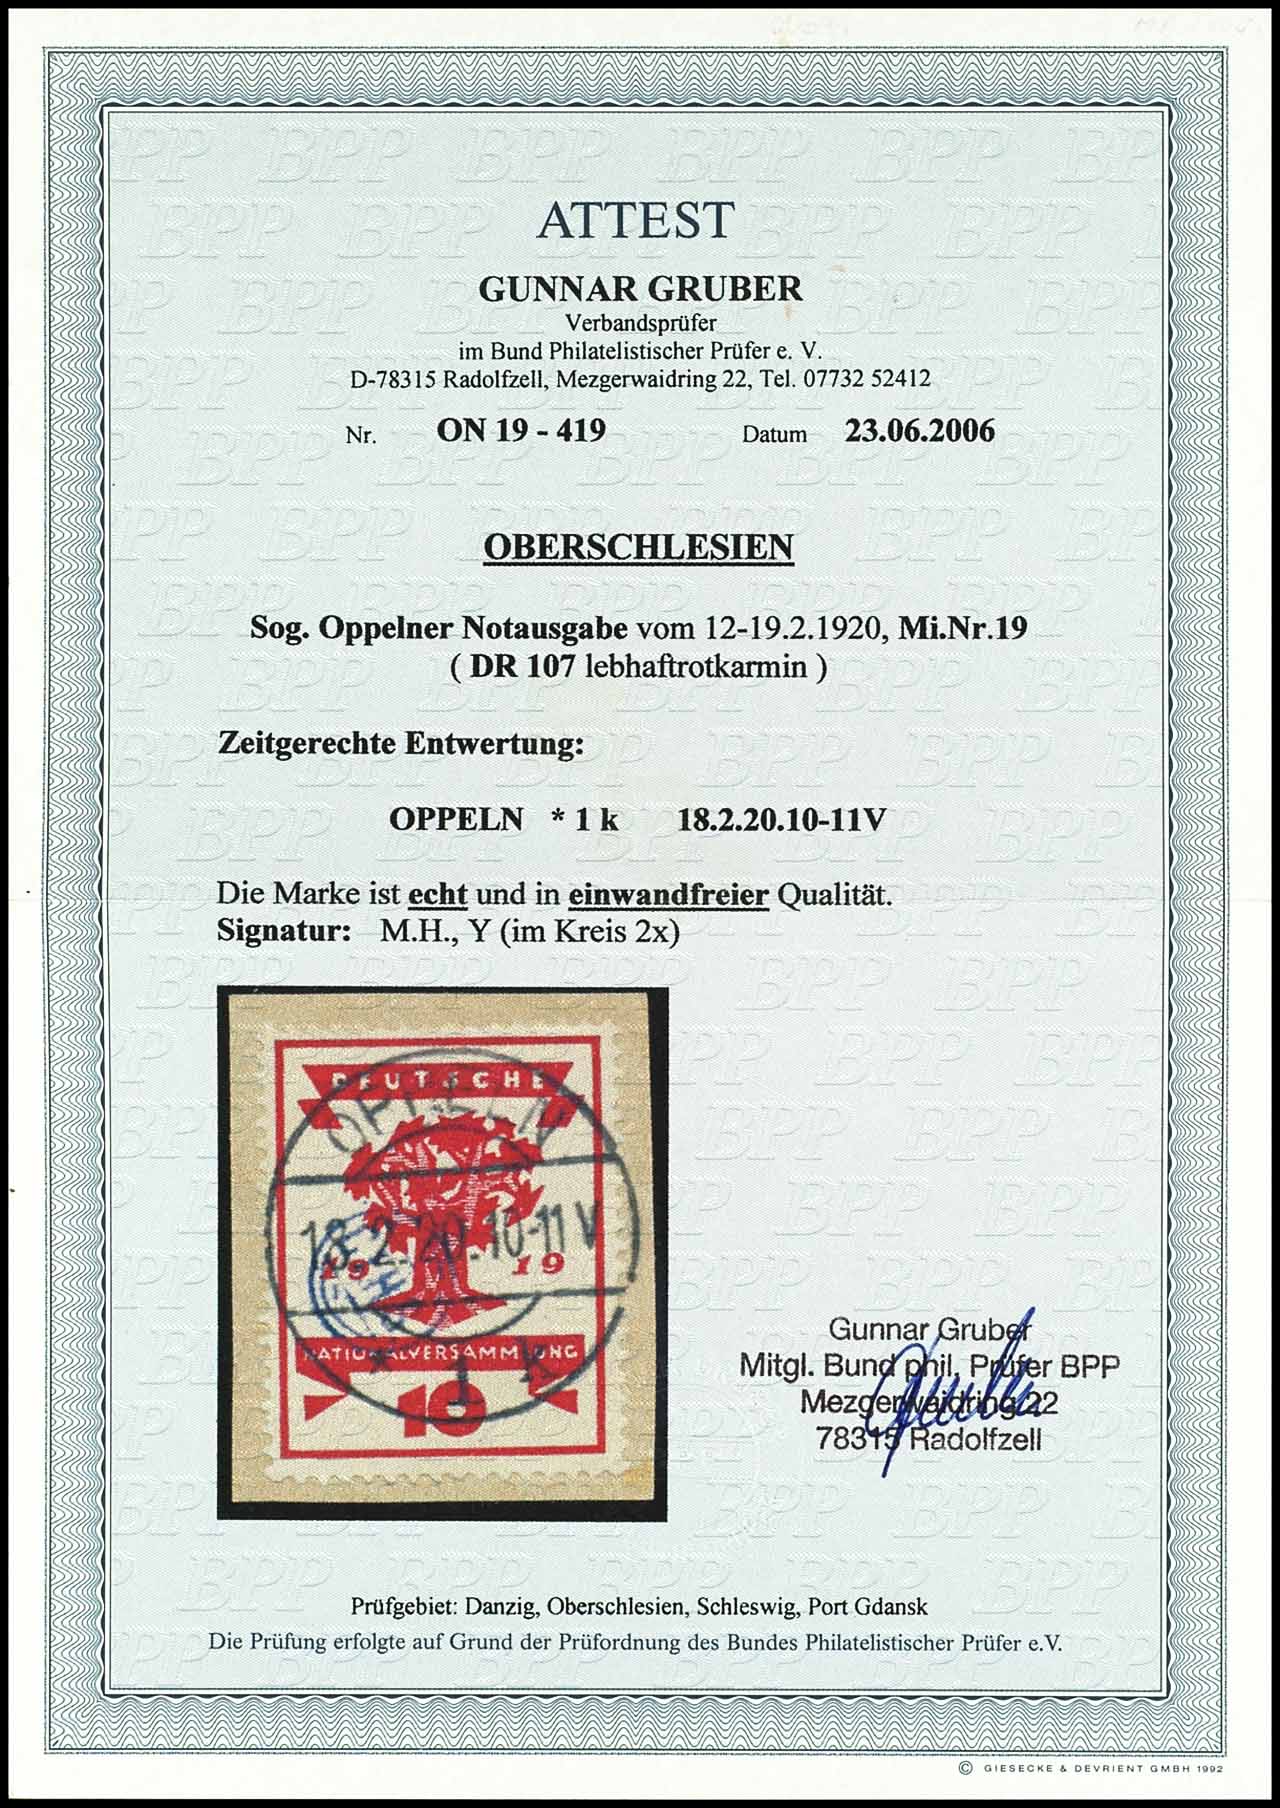 ATTEST
GUNNAR GRUBER
Verbandsprüfer
im Bund Philatelistischer Prüfer e. V.
D-78315 Radolfzell, Mezgerwaidring 22, Tel. 07732 52412
Nr. ON 19 - 419 Datum 23.06.2006
OBERSCHLESIEN
Sog. Oppelner Notausgabe vom 12-19.2.1920, Mi.Nr.19
( DR 107 lebhaftrotkarmin )
Zeitgerechte Entwertung:
OPPELN * 1 k 18.2.20.10-11V
Die Marke ist echt und in einwandfreier Qualität.
Signatur: M.H., Y (im Kreis 2x)
DEUTSCHE
OPPELN
18.2.20.10-11V
19 19
NATIONALVERSAMMLUNG
* 1 k
10
Gunnar Gruber
Mitgl. Bund phil. Prüfer BPP
Mezgerwaidring 22
78315 Radolfzell
Prüfgebiet: Danzig, Oberschlesien, Schleswig, Port Gdansk
Die Prüfung erfolgte auf Grund der Prüfordnung des Bundes Philatelistischer Prüfer e.V.
© GIESECKE & DEVRIENT GMBH 1992